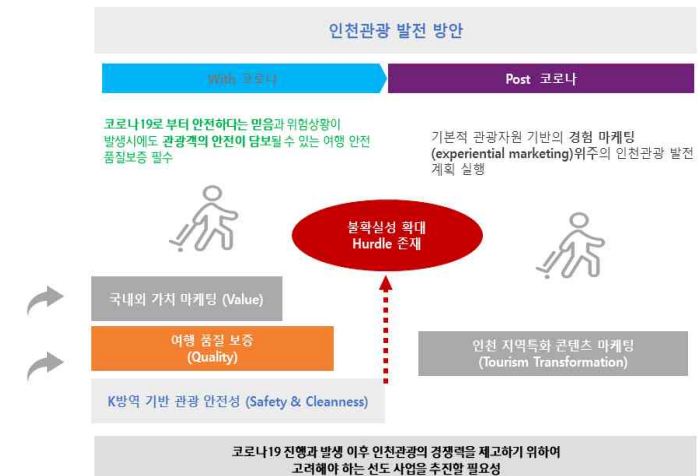 인천관광 발전 방안
With 코로나
Post 코로나
코로나19로 부터 안전하다는 믿음과 위험상황이
발생시에도 관광객의 안전이 담보될 수 있는 여행 안전
품질보증 필수
기본적 관광자원 기반의 경험 마케팅
(experiential marketing)위주의 인천관광 발전
계획 실행
불확실성 확대
Hurdle 존재
국내외 가치 마케팅 (Value)
여행 품질 보증
(Quality)
인천 지역특화 콘텐츠 마케팅
(Tourism Transformation)
K방역 기반 관광 안전성 (Safety & Cleanness)
코로나19 진행과 발생 이후 인천관광의 경쟁력을 제고하기 위하여
고려해야 하는 선도 사업을 추진할 필요성